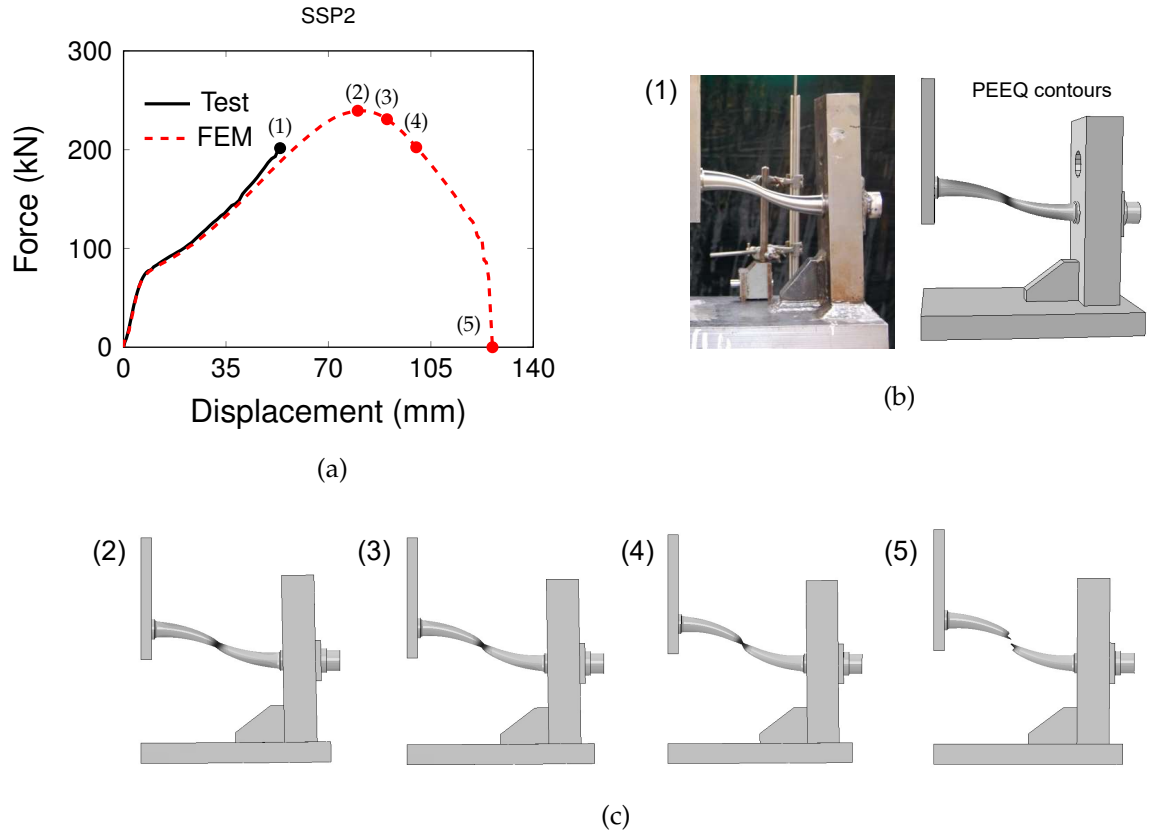 SSP2
300
200
100
0
Force (kN)
Test
FEM
(1)
(2)
(3)
(4)
(5)
0 35 70 105 140
Displacement (mm)
(a)
(1)
PEEQ contours
(b)
(2)
(3)
(4)
(5)
(c)